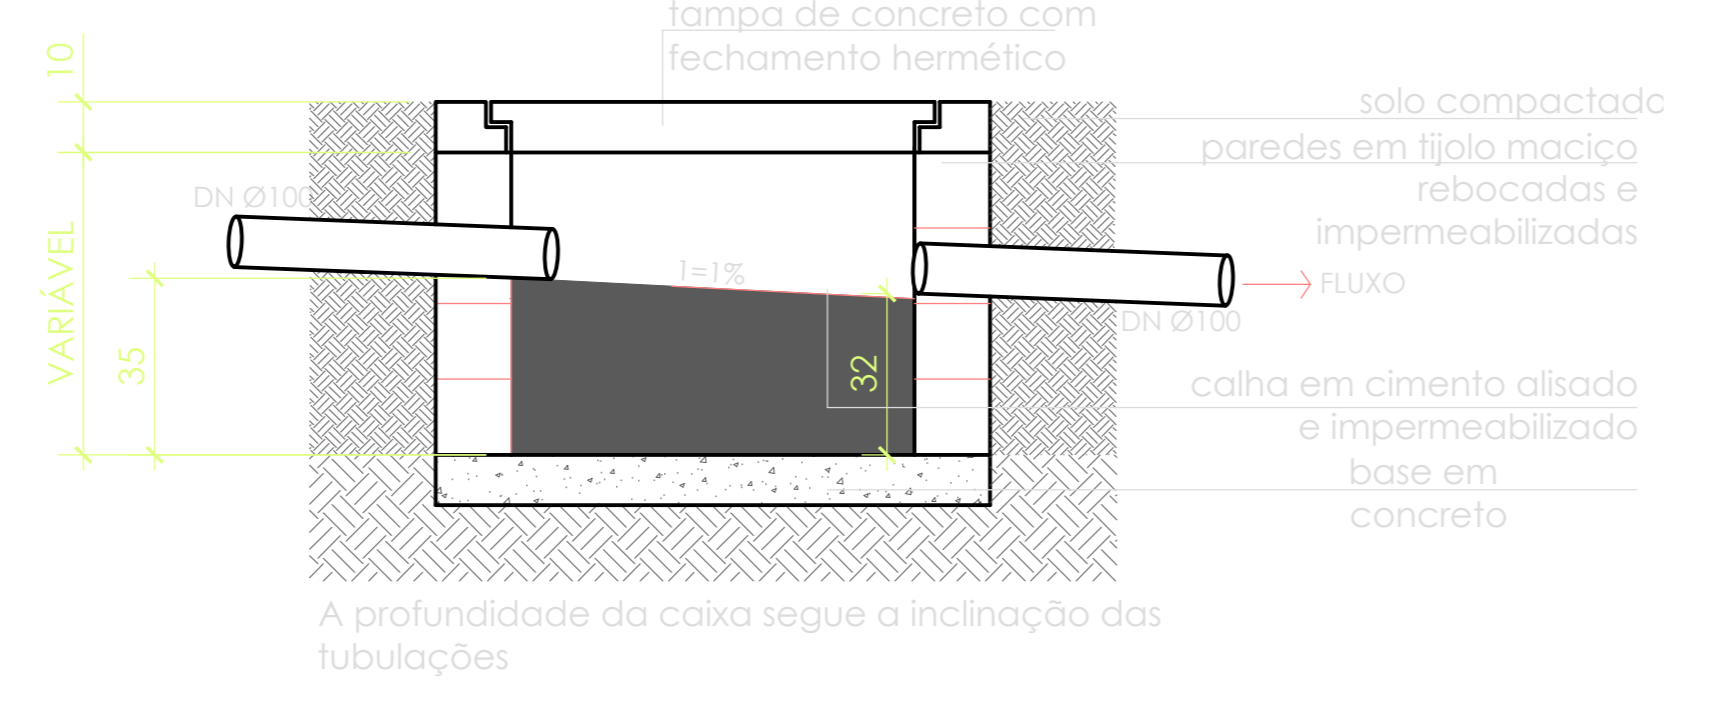 tampa de concreto com
fechamento hermético
10
solo compactado
paredes em tijolo maciço
rebocadas e
impermeabilizadas
DN Ø100
VARIÁVEL
35
1=1%
32
FLUXO
DN Ø100
calha em cimento alisado
e impermeabilizado
base em
concreto
A profundidade da caixa segue a inclinação das
tubulações